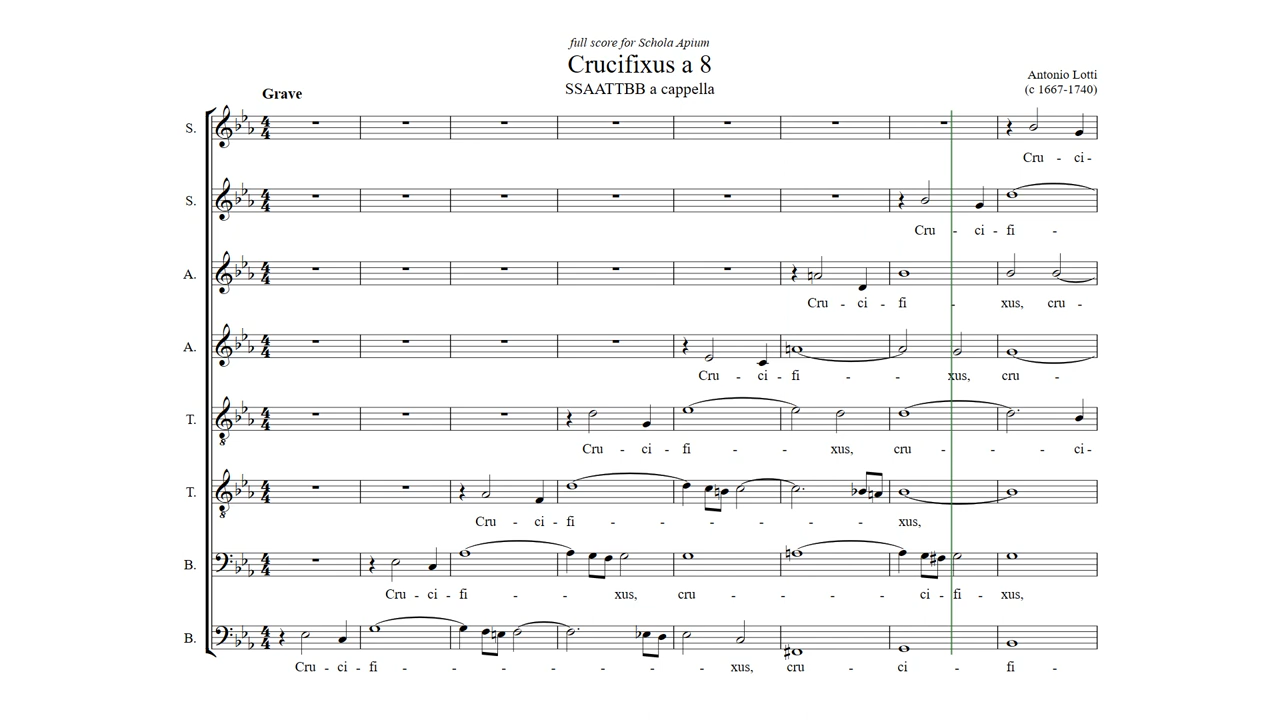 full score for Schola Apium
Crucifixus a 8
Antonio Lotti
SSAATTBB a cappella
(c 1667-1740)
Grave
S.
Cru - ci-
S.
Cru - ci - fi -
A.
Cru - ci - fi - xus, cru -
A.
Cru - ci - fi - - xus, cru -
T.
Cru - ci - fi - - xus, cru - - ci-
T.
Cru - ci - fi - - - - - - xus,
B.
Cru - ci - fi - - xus, cru - - - ci - fi - xus,
B.
Cru - ci - fi - - - - - xus, cru - ci - fi -